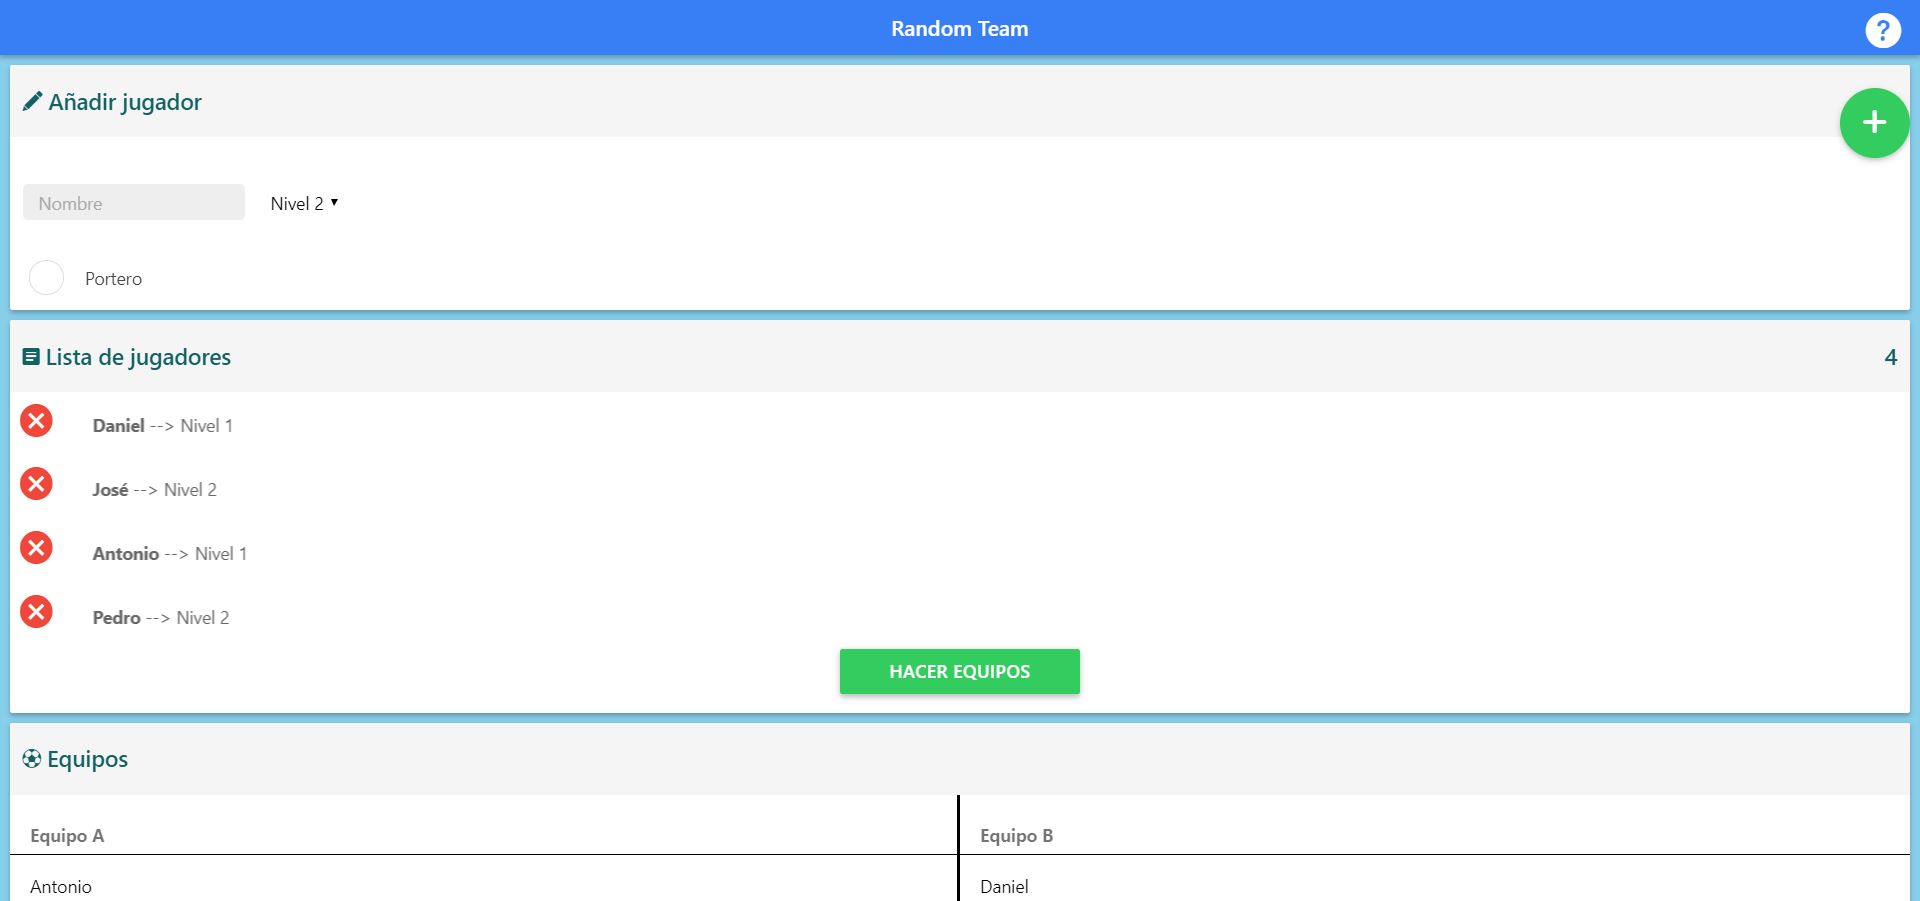 Random Team
?
Añadir jugador
+
Nombre
Nivel 2 ▼
Portero
Lista de jugadores 4
Daniel --> Nivel 1
José --> Nivel 2
Antonio --> Nivel 1
Pedro --> Nivel 2
HACER EQUIPOS
Equipos
Equipo A Equipo B
Antonio Daniel